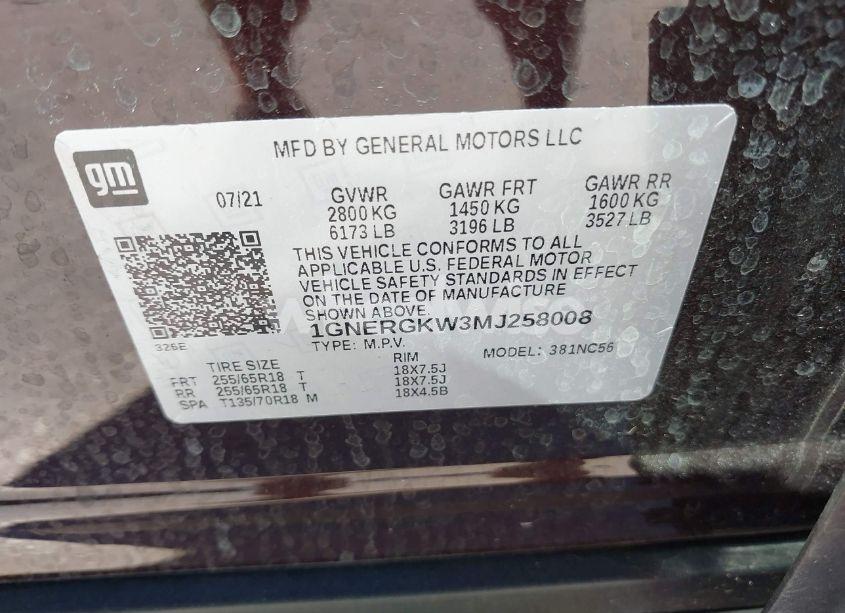 gm
MFD BY GENERAL MOTORS LLC
07/21
GVWR
2800 KG
6173 LB
GAWR FRT
1450 KG
3196 LB
GAWR RR
1600 KG
3527 LB
THIS VEHICLE CONFORMS TO ALL
APPLICABLE U.S. FEDERAL MOTOR
VEHICLE SAFETY STANDARDS IN EFFECT
ON THE DATE OF MANUFACTURE
SHOWN ABOVE.
1GNERGKW3MJ258008
326E
TYPE: M.P.V.
MODEL: 381NC56
TIRE SIZE RIM
FRT 255/65R18 T 18X7.5J
RR 255/65R18 T 18X7.5J
SPA T135/70R18 M 18X4.5B